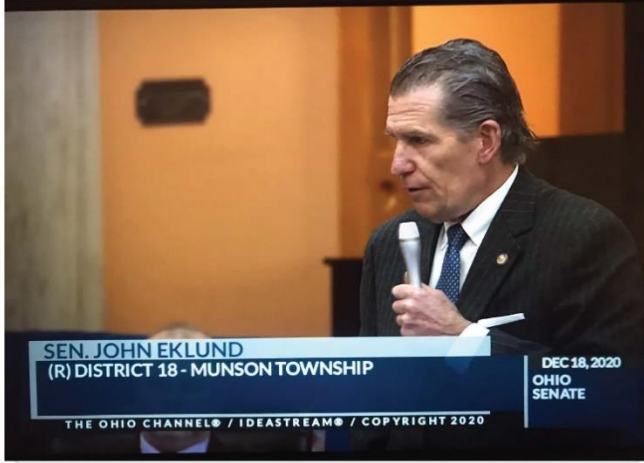 SEN. JOHN EKLUND
(R) DISTRICT 18 - MUNSON TOWNSHIP
DEC 18, 2020
OHIO
SENATE
THE OHIO CHANNEL® / IDEASTREAM® / COPYRIGHT 2020